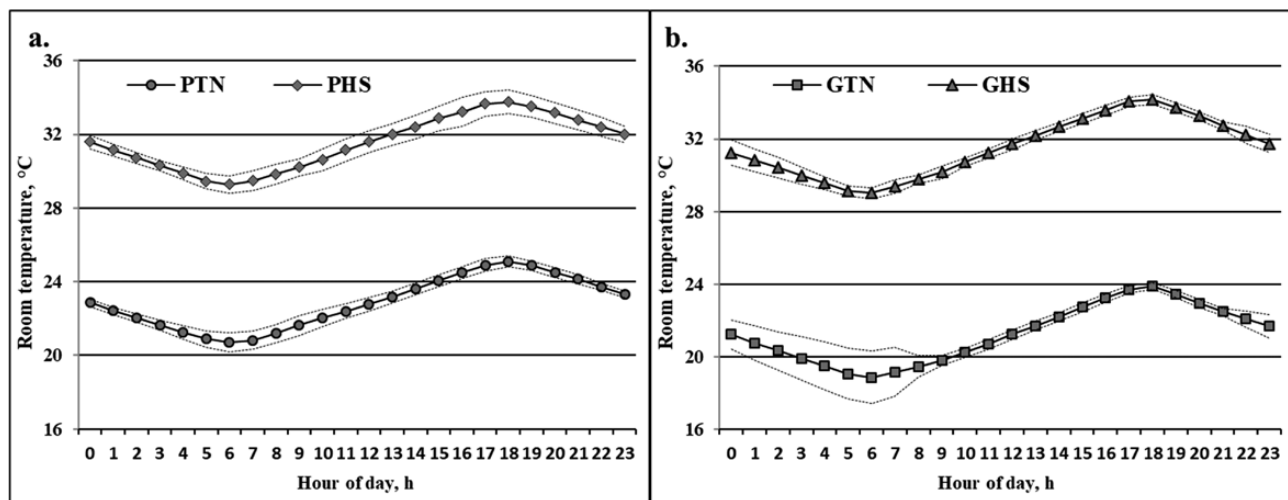 a.
PTN PHS
Room temperature, °C
36
32
28
24
20
16
0 1 2 3 4 5 6 7 8 9 10 11 12 13 14 15 16 17 18 19 20 21 22 23
Hour of day, h
b.
GTN GHS
Room temperature, °C
36
32
28
24
20
16
0 1 2 3 4 5 6 7 8 9 10 11 12 13 14 15 16 17 18 19 20 21 22 23
Hour of day, h